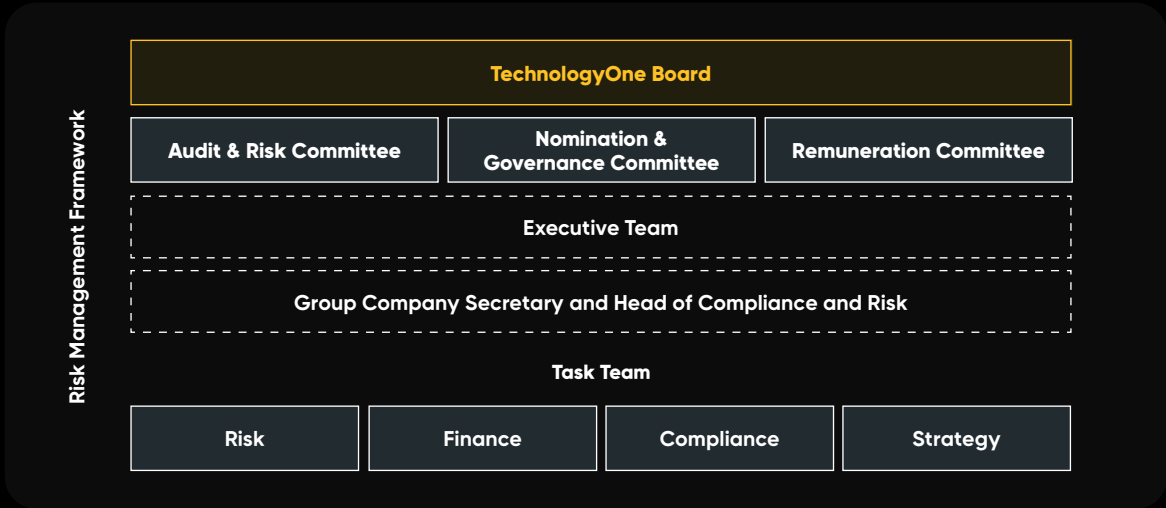 Risk Management Framework
TechnologyOne Board
Audit & Risk Committee
Nomination &
Governance Committee
Remuneration Committee
Executive Team
Group Company Secretary and Head of Compliance and Risk
Task Team
Risk
Finance
Compliance
Strategy